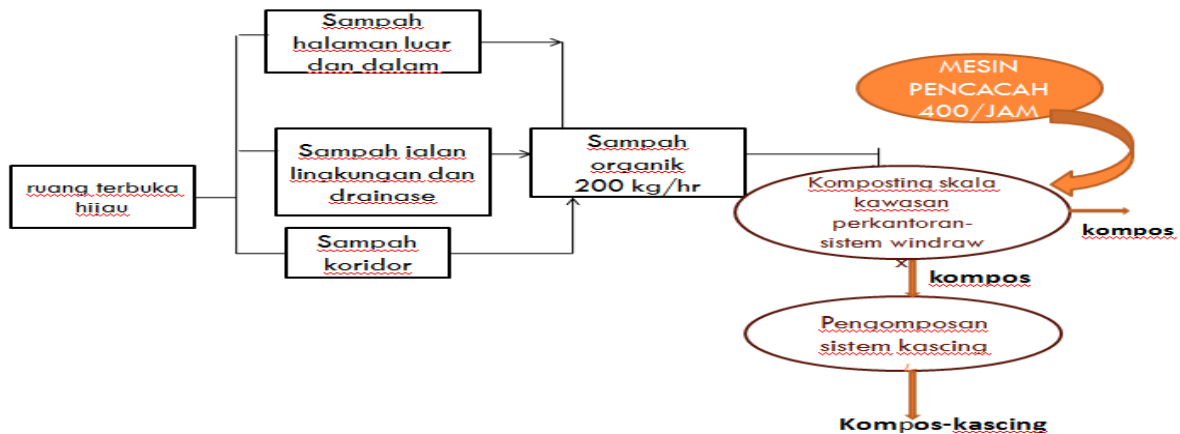 ruang terbuka
hijau
Sampah
halaman luar
dan dalam
Sampah jalan
lingkungan dan
drainase
Sampah
koridor
Sampah
organik
200 kg/hr
MESIN
PENCACAH
400/JAM
Komposting skala
kawasan
perkantoran-
sistem windraw
x
kompos
kompos
Pengomposan
sistem kascing
Kompos-kascing